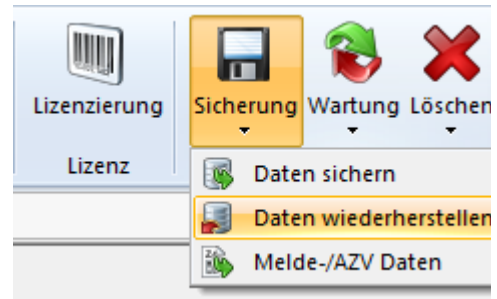 Lizenzierung
Sicherung
Wartung
Löschen
Lizenz
Daten sichern
Daten wiederherstellen
Melde-/AZV Daten